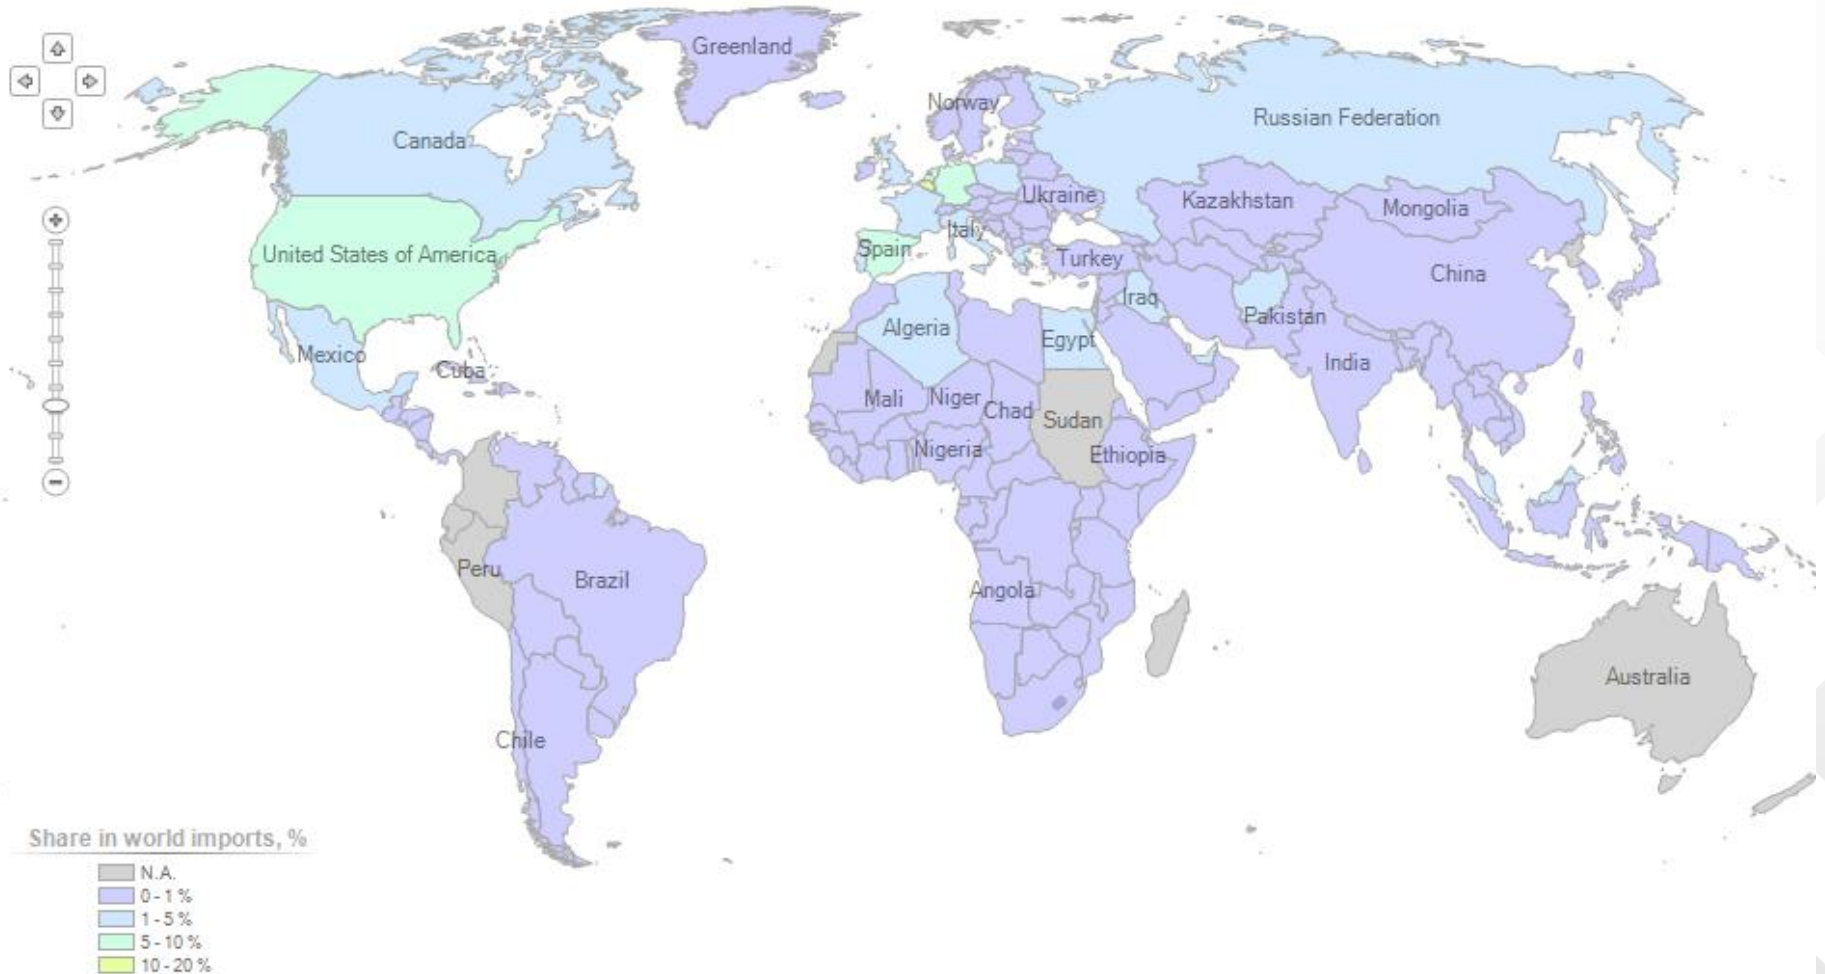 Greenland
Norway
Russian Federation
Canada
Ukraine
Kazakhstan
Mongolia
Italy
Spain
United States of America
Turkey
China
Iraq
Pakistan
Algeria
Egypt
Mexico
India
Cuba
Mali
Niger
Chad
Sudan
Nigeria
Ethiopia
Peru
Brazil
Angola
Australia
Chile
Share in world imports, %
N.A.
0 - 1 %
1 - 5 %
5 - 10 %
10 - 20 %